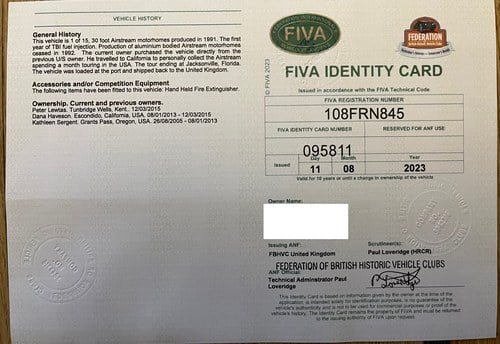 VEHICLE HISTORY
General History
This vehicle is 1 of 15, 30 foot Airstream motorhomes produced in 1991. The first
year of TBI fuel injection. Production of aluminium bodied Airstream motorhomes
ceased in 1992. The current owner purchased the vehicle directly from the
previous U/S owner. He travelled to California to personally collect the Airstream
spending a month touring in the USA. The tour ending at Jacksonville, Florida.
The vehicle was loaded at the port and shipped back to the United Kingdom.
Accessories and/or Competition Equipment
The following items have been fitted to this vehicle: Hand Held Fire Extinguisher.
Ownership. Current and previous owners.
Peter Lewtas. Tunbridge Wells, Kent.. 12/03/2015
Dana Haveson. Escondido, California, USA. 08/01/2013 - 12/03/2015
Kathleen Sergent. Grants Pass, Oregon, USA. 26/08/2005 - 08/01/2013
FIVA
FEDERATION
© FIVA 2023
FIVA IDENTITY CARD
Issued in accordance with the FIVA Technical Code
FIVA REGISTRATION NUMBER
108FRN845
FIVA IDENTITY CARD NUMBER
RESERVED FOR ANF USE
095811
Issued
Day
Month
Year
11
08
2023
Valid for 10 years or until a change in ownership of the vehicle
Owner Name:
Issuing ANF:
Scrutineer(s):
FBHVC United Kingdom
Paul Loveridge (HRCR)
FEDERATION OF BRITISH HISTORIC VEHICLE CLUBS
ANF Official:
Technical Adminstrator Paul
Loveridge
This Identity Card is based on information given by the owner at the time of the
application, is intended solely for identification purposes, is no guarantee of the
vehicle's authenticity and is not to be used for commercial purposes or proof of the
vehicle's history. The Identity Card remains the property of FIVA and must be returned
to the issuing authority of FIVA upon request.